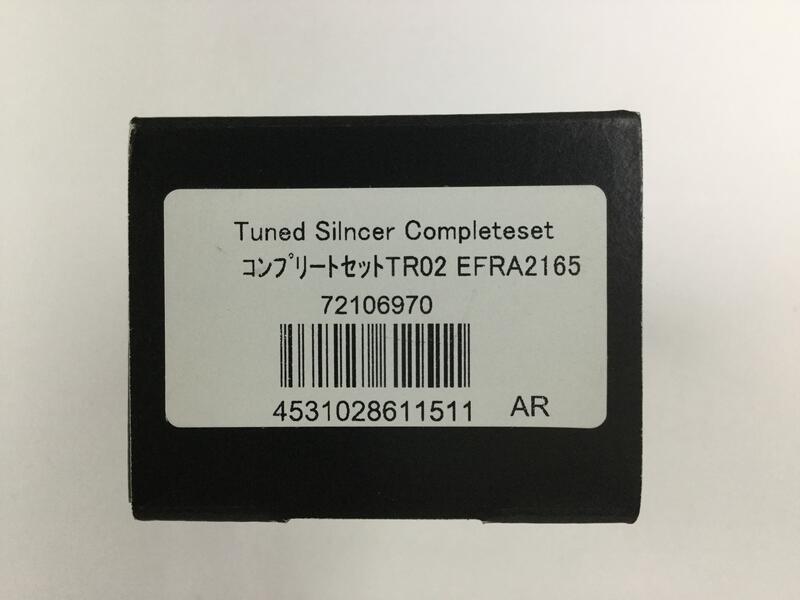 Tuned Silncer Completeset
ｺﾝﾌﾟﾘｰﾄｾｯﾄTR02 EFRA2165
72106970
4531028611511 AR